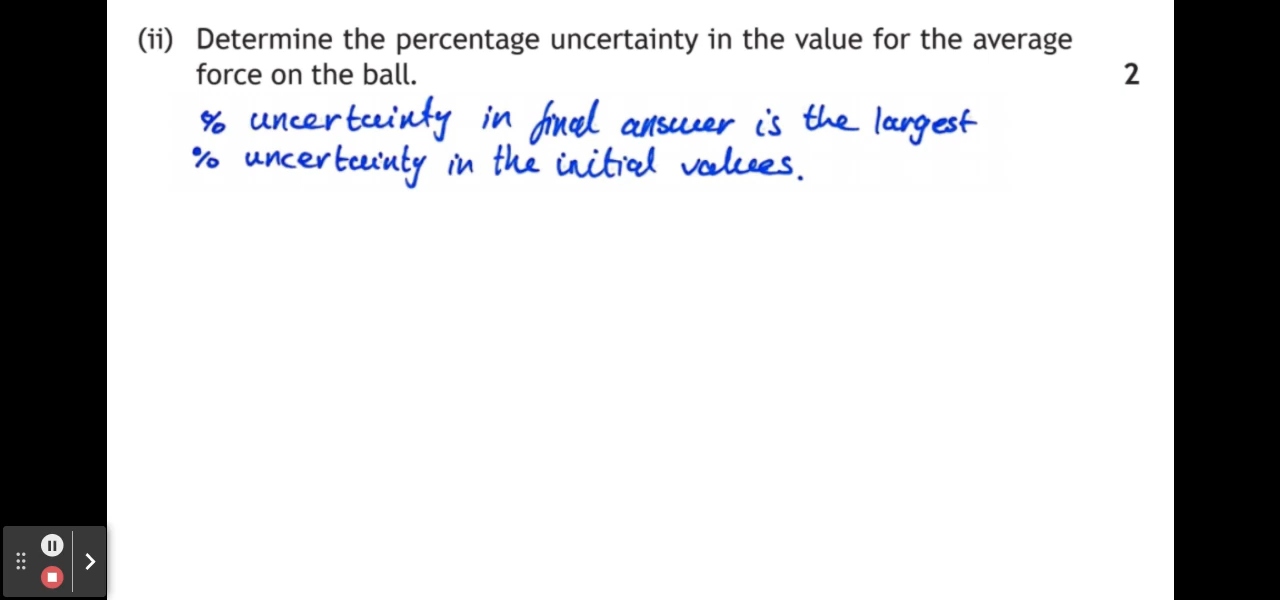 (ii) Determine the percentage uncertainty in the value for the average
force on the ball. 2
% uncertainty in final answer is the largest
% uncertainty in the initial values.